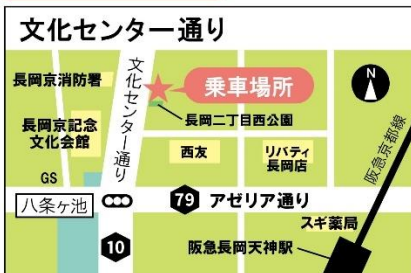 文化センター通り
長岡京消防署
文化センター通り
乗車場所
N
長岡京記念
文化会館
長岡二丁目西公園
西友
リバティ
長岡店
阪急京都線
GS
八条ヶ池
79 アゼリア通り
スギ薬局
10
阪急長岡天神駅